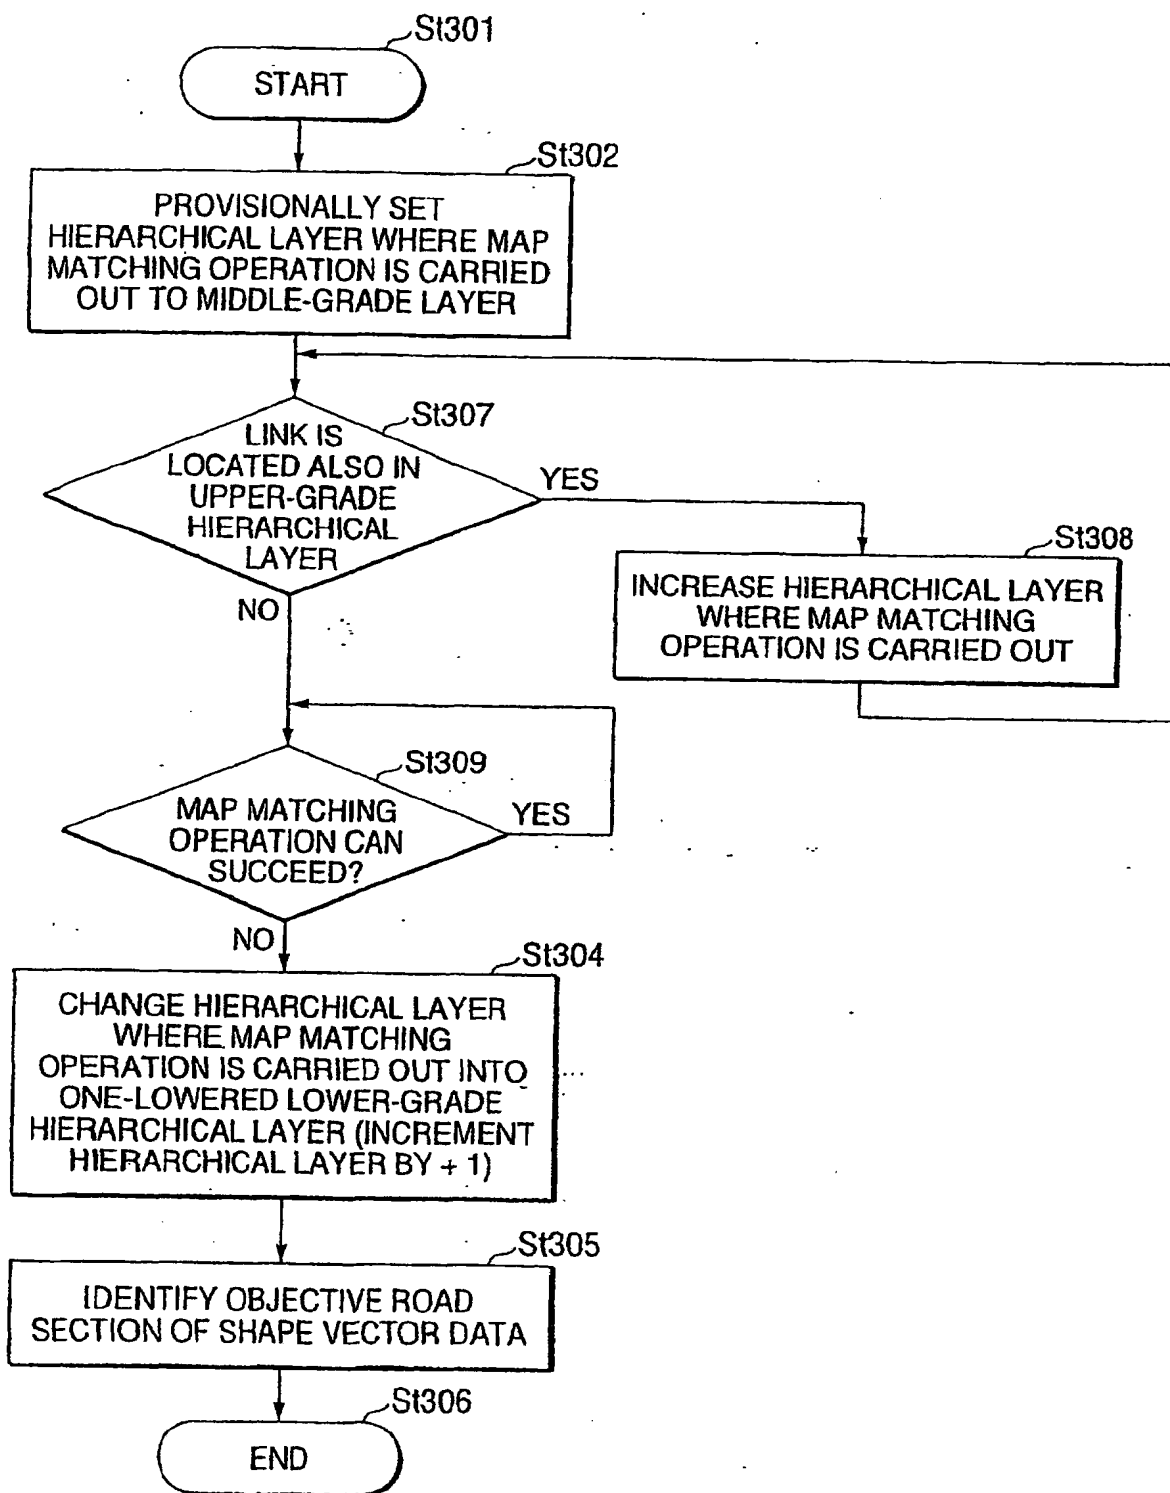 St301
START
St302
PROVISIONALLY SET
HIERARCHICAL LAYER WHERE MAP
MATCHING OPERATION IS CARRIED
OUT TO MIDDLE-GRADE LAYER
St307
LINK IS
LOCATED ALSO IN
UPPER-GRADE
HIERARCHICAL
LAYER
YES
NO
St308
INCREASE HIERARCHICAL LAYER
WHERE MAP MATCHING
OPERATION IS CARRIED OUT
St309
MAP MATCHING
OPERATION CAN
SUCCEED?
YES
NO
St304
CHANGE HIERARCHICAL LAYER
WHERE MAP MATCHING
OPERATION IS CARRIED OUT INTO
ONE-LOWERED LOWER-GRADE
HIERARCHICAL LAYER (INCREMENT
HIERARCHICAL LAYER BY + 1)
St305
IDENTIFY OBJECTIVE ROAD
SECTION OF SHAPE VECTOR DATA
St306
END